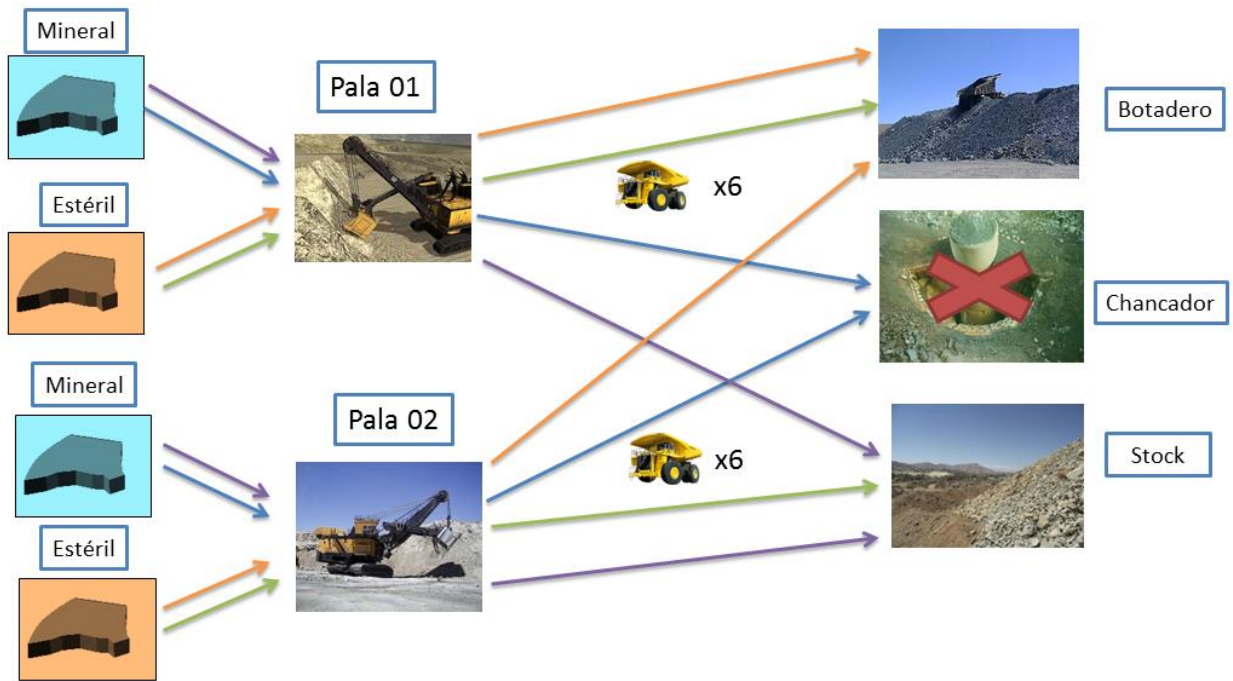 Mineral
Pala 01
Botadero
x6
Estéril
Chancador
Mineral
Pala 02
Stock
x6
Estéril